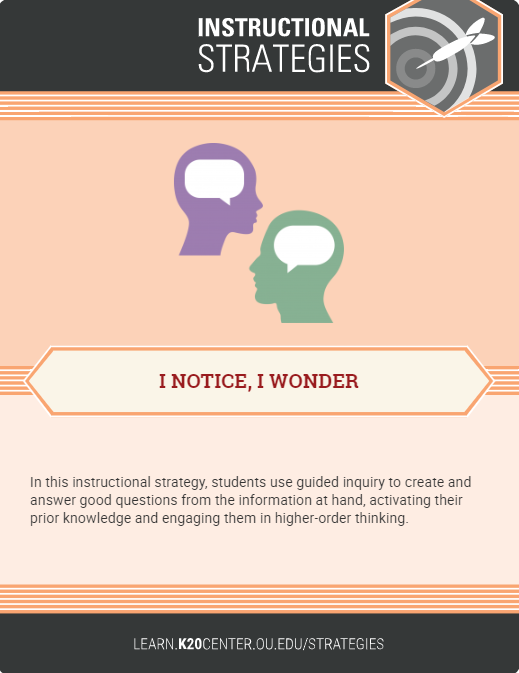 INSTRUCTIONAL
STRATEGIES
I NOTICE, I WONDER
In this instructional strategy, students use guided inquiry to create and
answer good questions from the information at hand, activating their
prior knowledge and engaging them in higher-order thinking.
LEARN.K20CENTER.OU.EDU/STRATEGIES